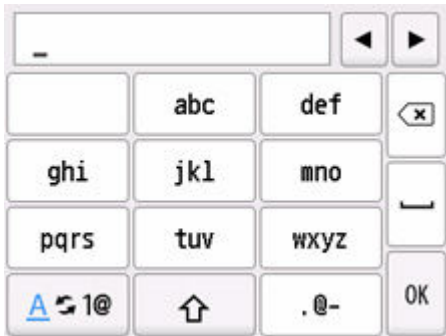 _
abc def
ghi jkl mno
pqrs tuv wxyz
A 1@ .@- OK